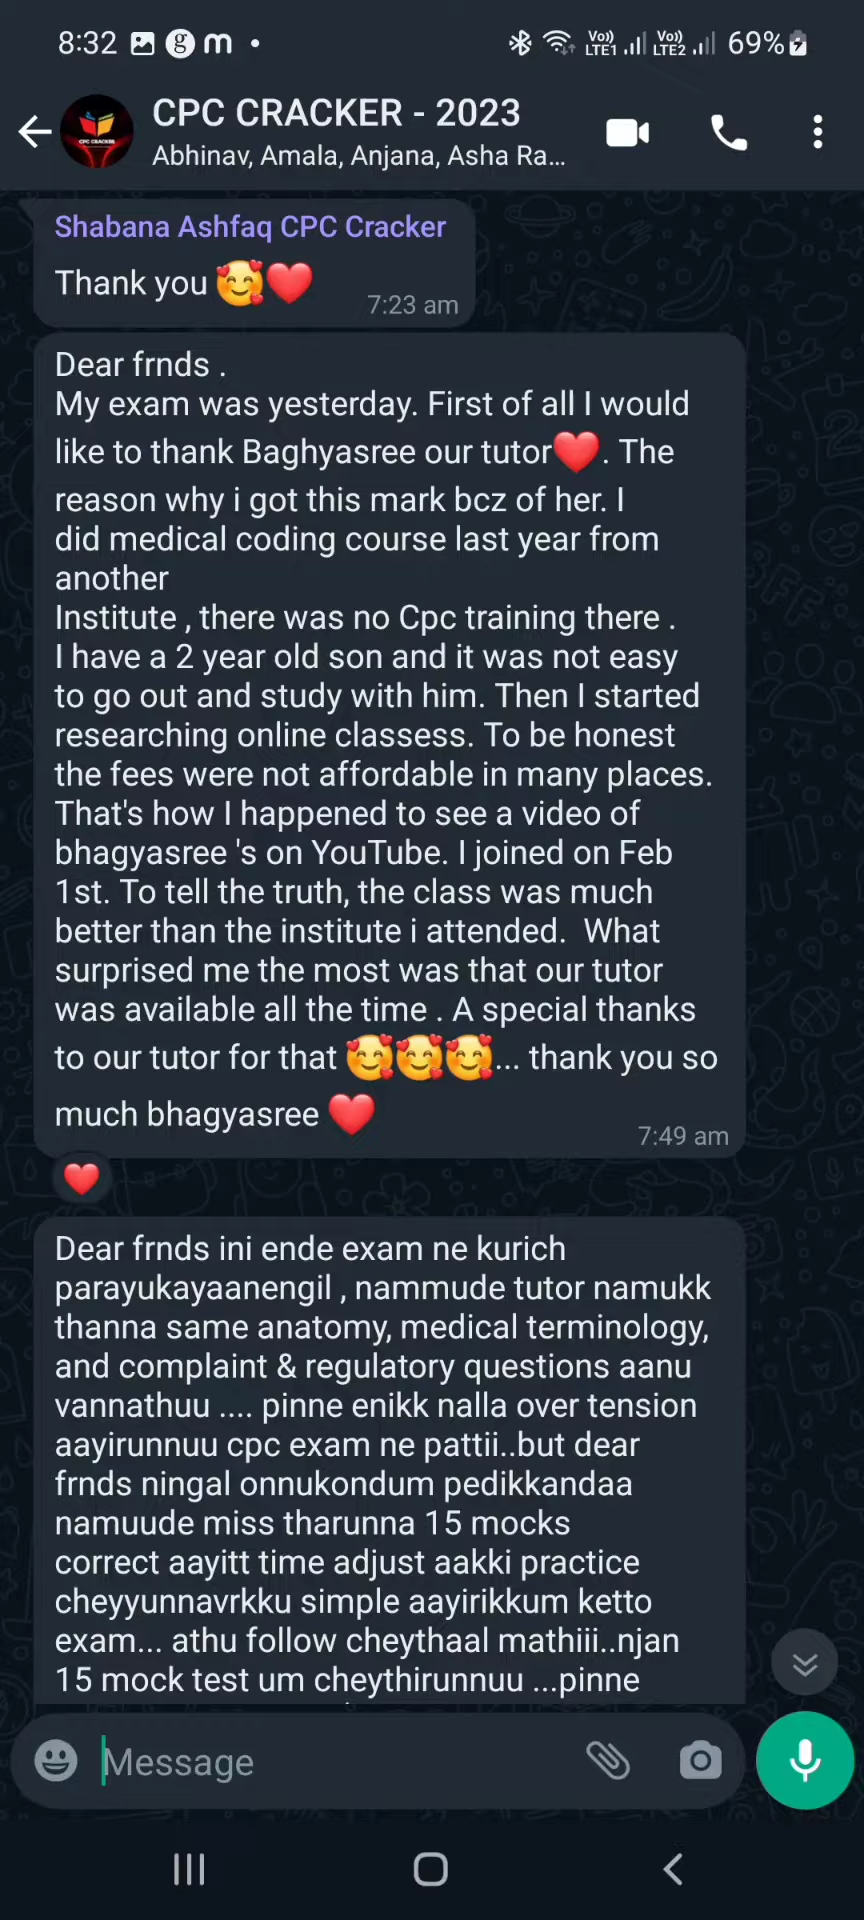 8:32
Vo)) LTE1 Vo)) LTE2 69%
CPC CRACKER - 2023
Abhinav, Amala, Anjana, Asha Ra...
Shabana Ashfaq CPC Cracker
Thank you 🥰❤️
7:23 am
Dear frnds .
My exam was yesterday. First of all I would
like to thank Baghyasree our tutor❤️. The
reason why i got this mark bcz of her. I
did medical coding course last year from
another
Institute , there was no Cpc training there .
I have a 2 year old son and it was not easy
to go out and study with him. Then I started
researching online classess. To be honest
the fees were not affordable in many places.
That's how I happened to see a video of
bhagyasree 's on YouTube. I joined on Feb
1st. To tell the truth, the class was much
better than the institute i attended.  What
surprised me the most was that our tutor
was available all the time . A special thanks
to our tutor for that 🥰🥰🥰... thank you so
much bhagyasree ❤️
7:49 am
❤️
Dear frnds ini ende exam ne kurich
parayukayaanengil , nammude tutor namukk
thanna same anatomy, medical terminology,
and complaint & regulatory questions aanu
vannathuu .... pinne enikk nalla over tension
aayirunnuu cpc exam ne pattii..but dear
frnds ningal onnukondum pedikkandaa
namuude miss tharunna 15 mocks
correct aayitt time adjust aakki practice
cheyyunnavrkku simple aayirikkum ketto
exam... athu follow cheythaal mathiii..njan
15 mock test um cheythirunnuu ...pinne
Message